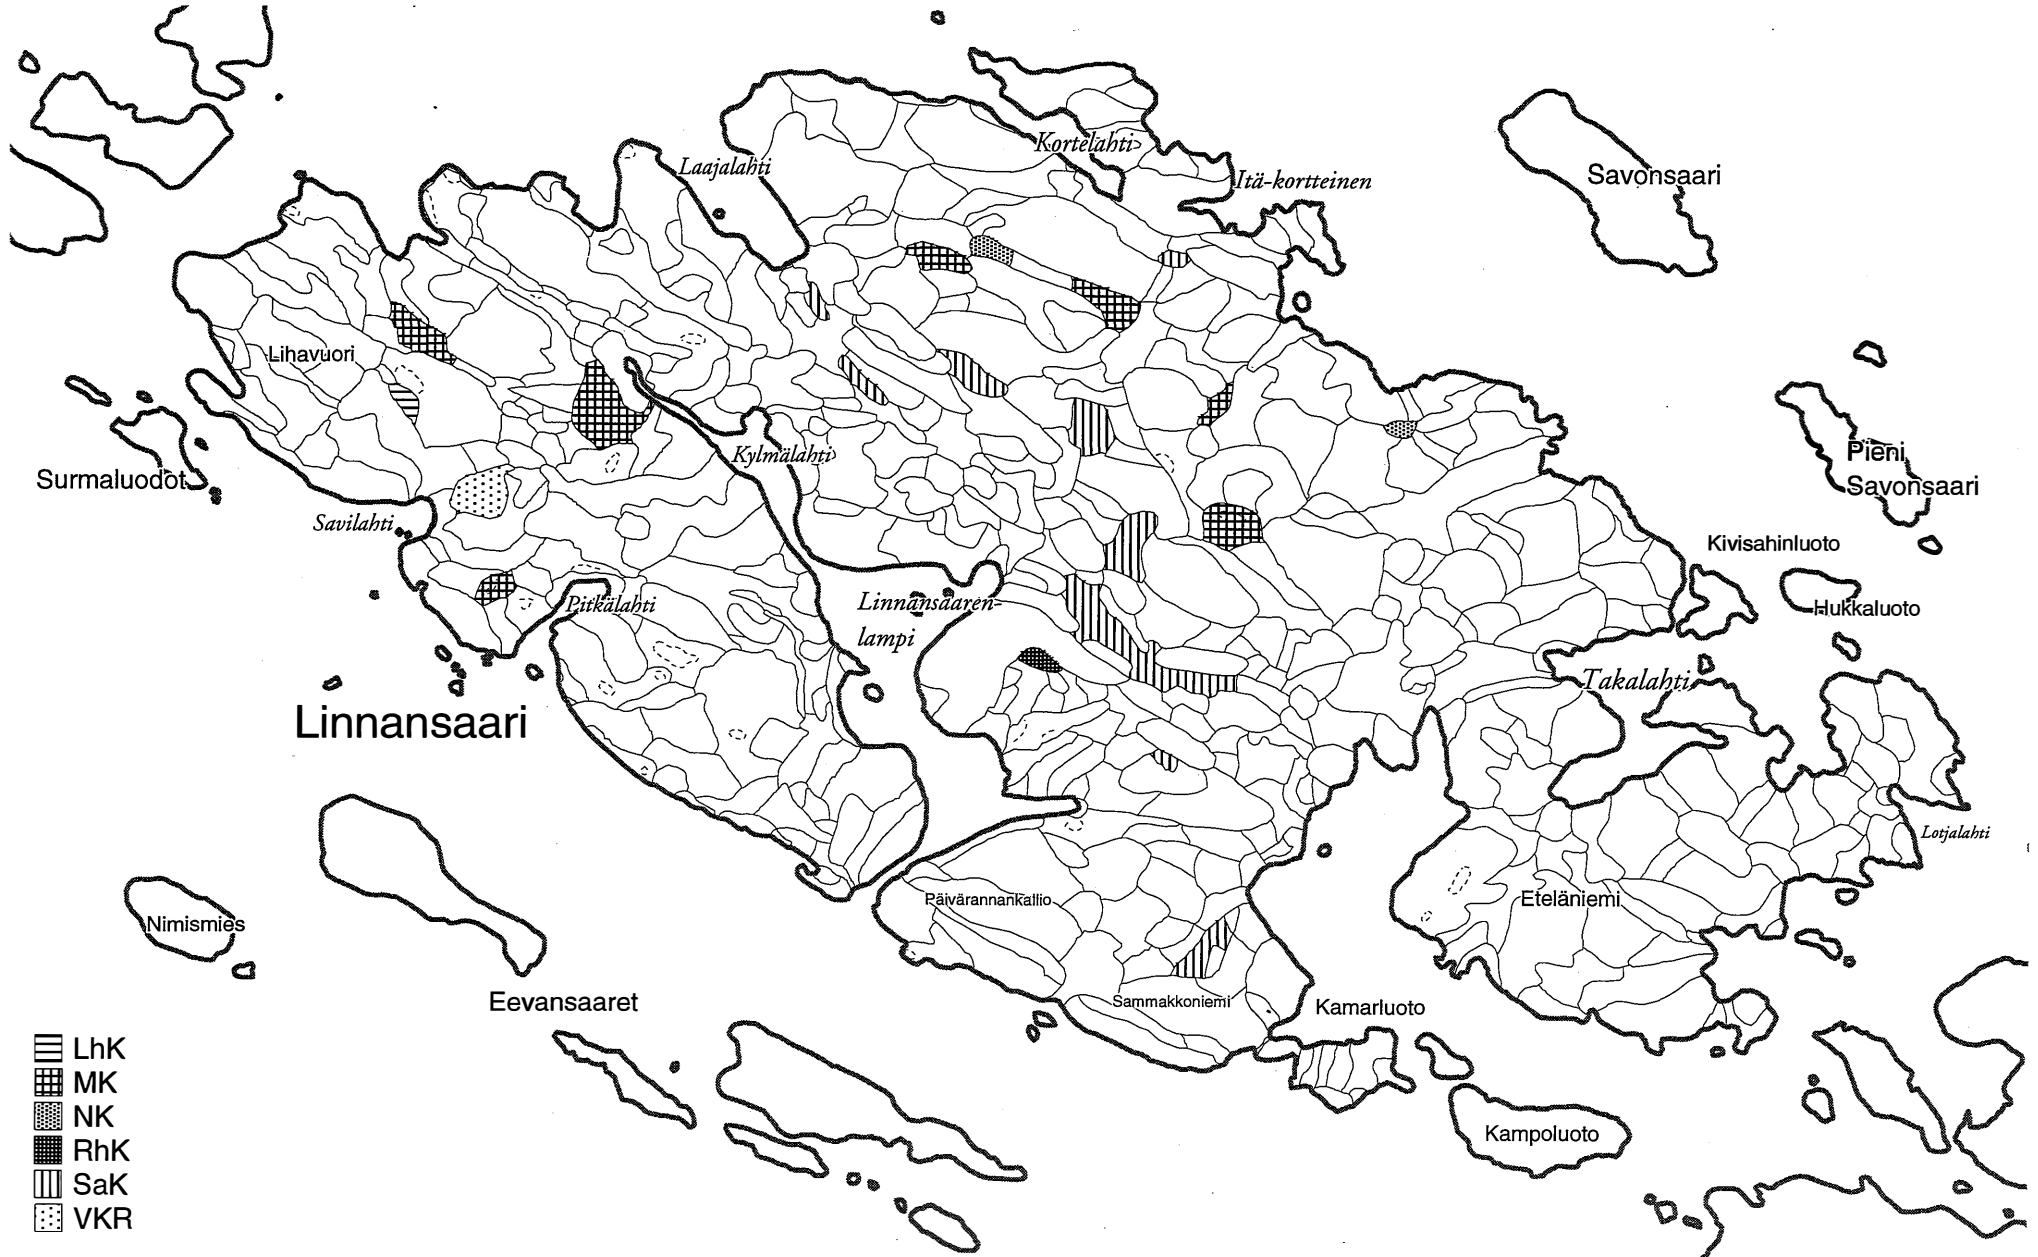 Kortelahti
Laajalahti
Itä-kortteinen
Savonsaari
Lihavuori
Kylmälahti
Pieni
Savonsaari
Surmaluodot
Savilahti
Kivisahinluoto
Pitkälahti
Linnansaaren-
lampi
Hukkaluoto
Takalahti
Linnansaari
Lotjalahti
Päivärannankallio
Eteläniemi
Nimismies
Eevansaaret
Sammakkoniemi
Kamarluoto
Kampoluoto
LhK
MK
NK
RhK
SaK
VKR